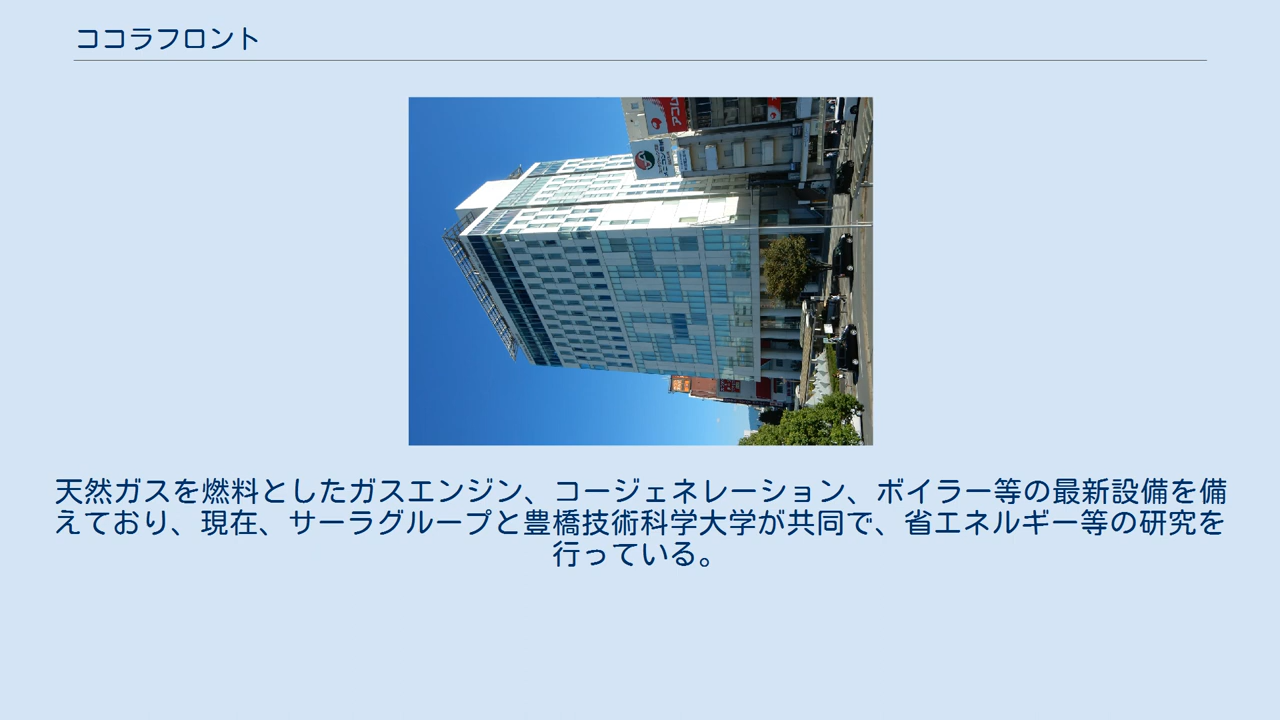 ココラフロント
アコム
天然ガスを燃料としたガスエンジン、コージェネレーション、ボイラー等の最新設備を備
えており、現在、サーラグループと豊橋技術科学大学が共同で、省エネルギー等の研究を
行っている。